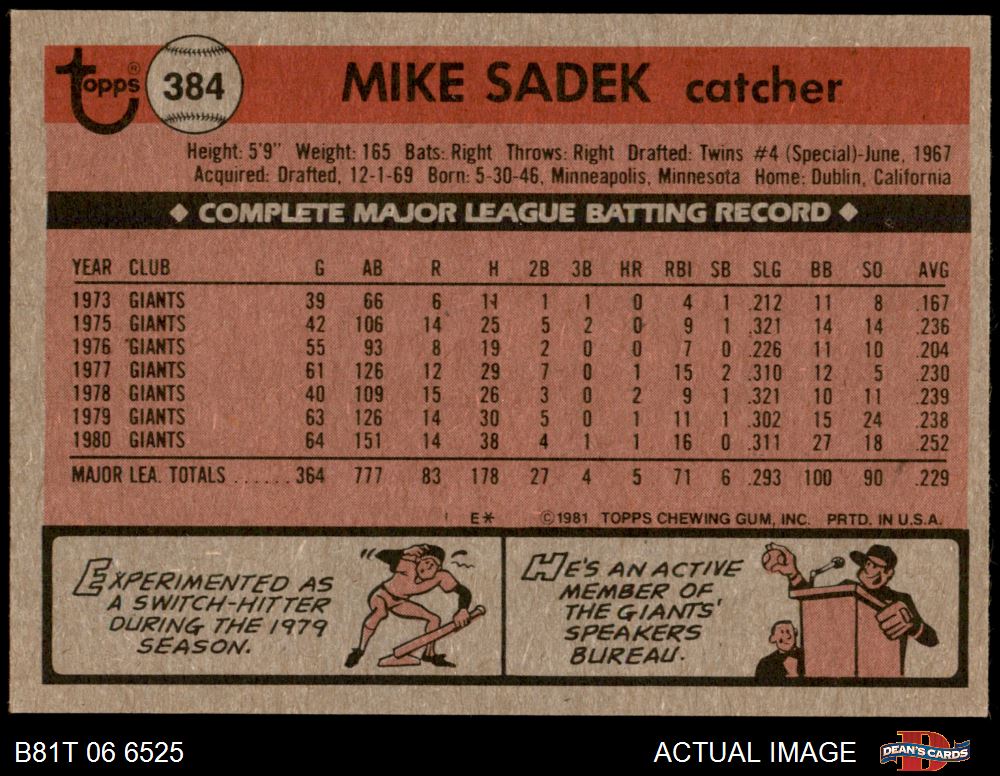 topps® 384 MIKE SADEK catcher
Height: 5'9" Weight: 165 Bats: Right Throws: Right Drafted: Twins #4 (Special)-June, 1967
Acquired: Drafted, 12-1-69 Born: 5-30-46, Minneapolis, Minnesota Home: Dublin, California
◆ COMPLETE MAJOR LEAGUE BATTING RECORD ◆
YEAR CLUB G AB R H 2B 3B HR RBI SB SLG BB SO AVG
1973 GIANTS 39 66 6 11 1 1 0 4 1 .212 11 8 .167
1975 GIANTS 42 106 14 25 5 2 0 9 1 .321 14 14 .236
1976 GIANTS 55 93 8 19 2 0 0 7 0 .226 11 10 .204
1977 GIANTS 61 126 12 29 7 0 1 15 2 .310 12 5 .230
1978 GIANTS 40 109 15 26 3 0 2 9 1 .321 10 11 .239
1979 GIANTS 63 126 14 30 5 0 1 11 1 .302 15 24 .238
1980 GIANTS 64 151 14 38 4 1 1 16 0 .311 27 18 .252
MAJOR LEA. TOTALS ...... 364 777 83 178 27 4 5 71 6 .293 100 90 .229
E* ©1981 TOPPS CHEWING GUM, INC. PRTD. IN U.S.A.
EXPERIMENTED AS
A SWITCH-HITTER
DURING THE 1979
SEASON.
HE'S AN ACTIVE
MEMBER OF
THE GIANTS'
SPEAKERS
BUREAU.
B81T 06 6525 ACTUAL IMAGE DEAN'S CARDS